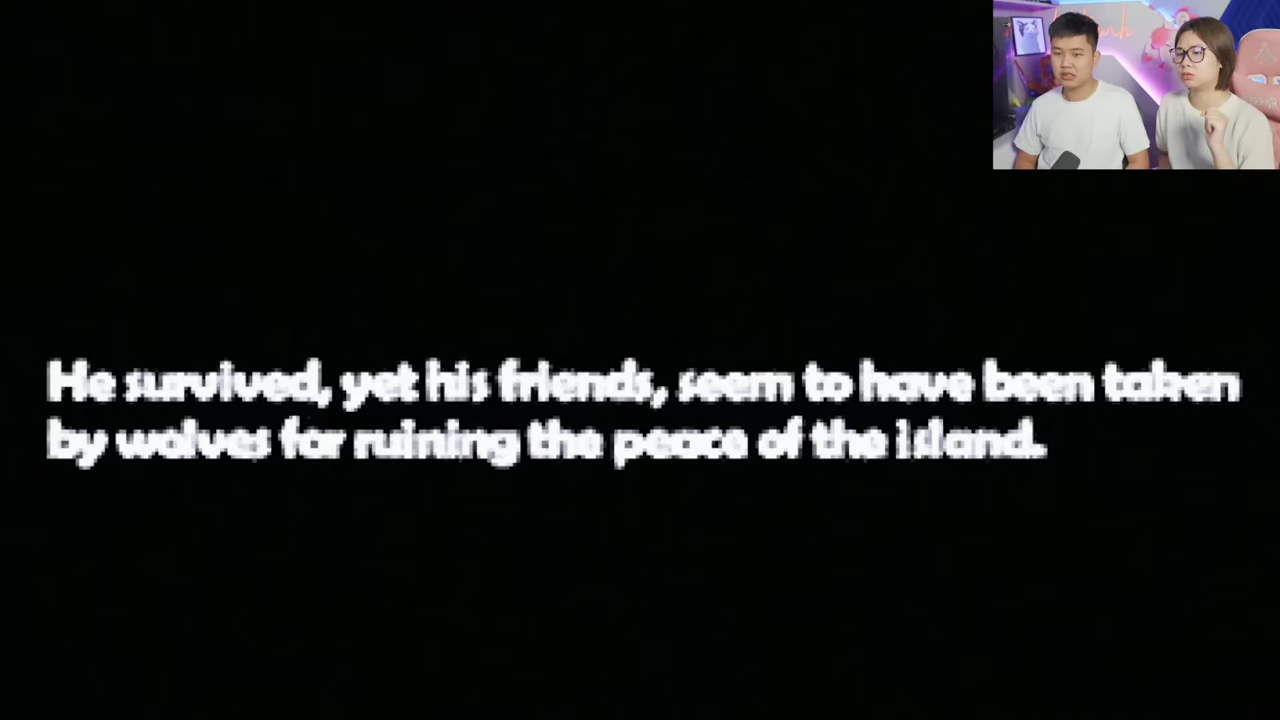 He survived, yet his friends, seem to have been taken
by wolves for ruining the peace of the island.